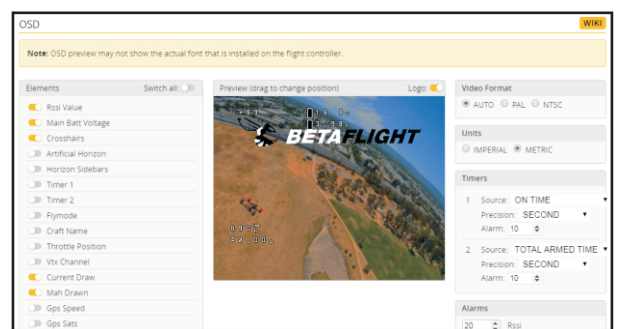 OSD
WIKI
Note: OSD preview may not show the actual font that is installed on the flight controller.
Elements
Switch all:
Rssi Value
Main Batt Voltage
Crosshairs
Artificial Horizon
Horizon Sidebars
Timer 1
Timer 2
Flymode
Craft Name
Throttle Position
Vtx Channel
Current Draw
Mah Drawn
Gps Speed
Gps Sats
Preview (drag to change position)
Logo:
BETAFLIGHT
Video Format
AUTO PAL NTSC
Units
IMPERIAL METRIC
Timers
1 Source: ON TIME
Precision: SECOND
Alarm: 10
2 Source: TOTAL ARMED TIME
Precision: SECOND
Alarm: 10
Alarms
20 Rssi